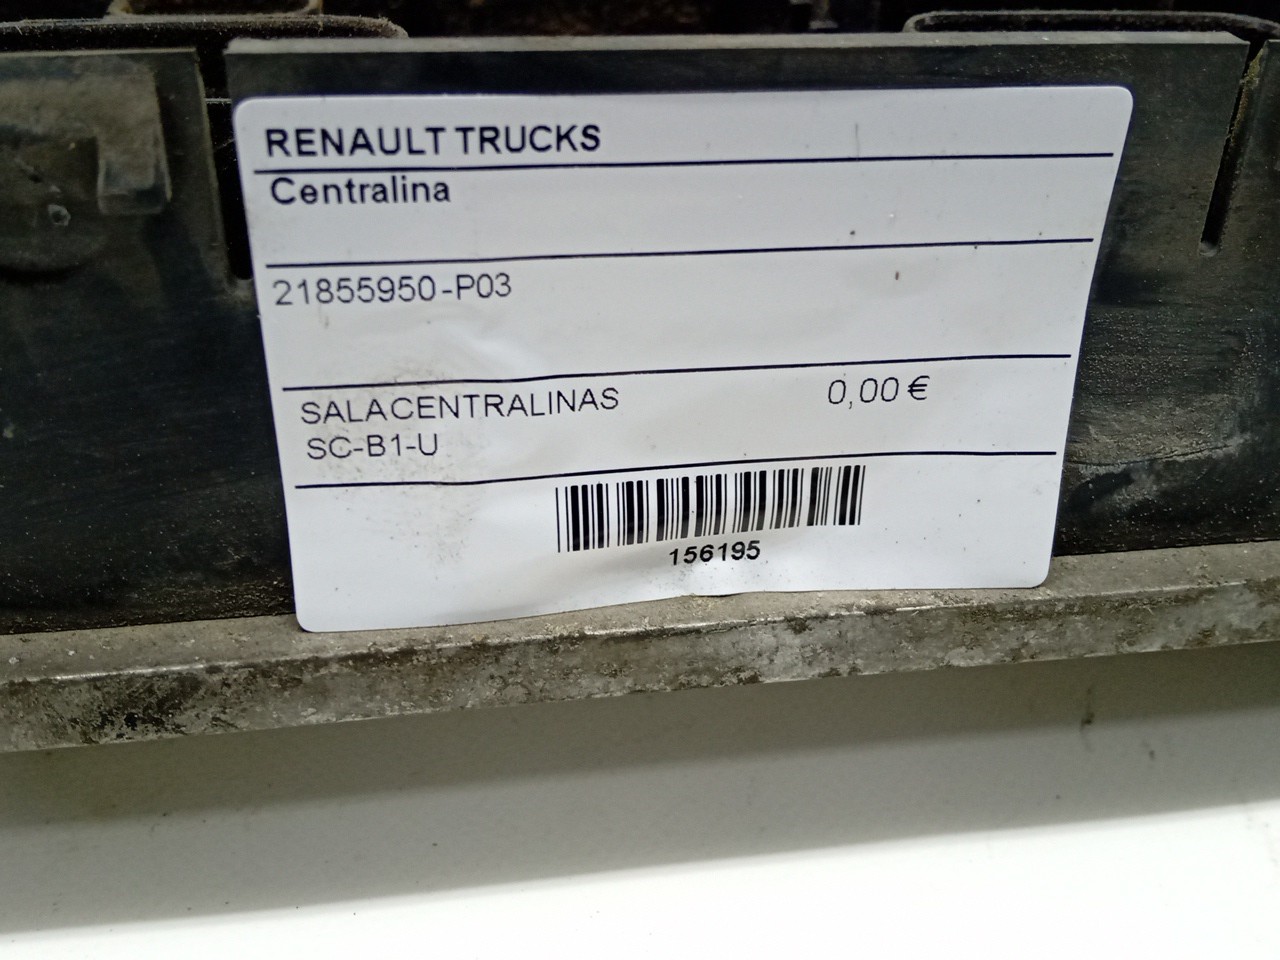 RENAULT TRUCKS
Centralina
21855950-P03
SALACENTRALINAS 0,00 €
SC-B1-U
156195